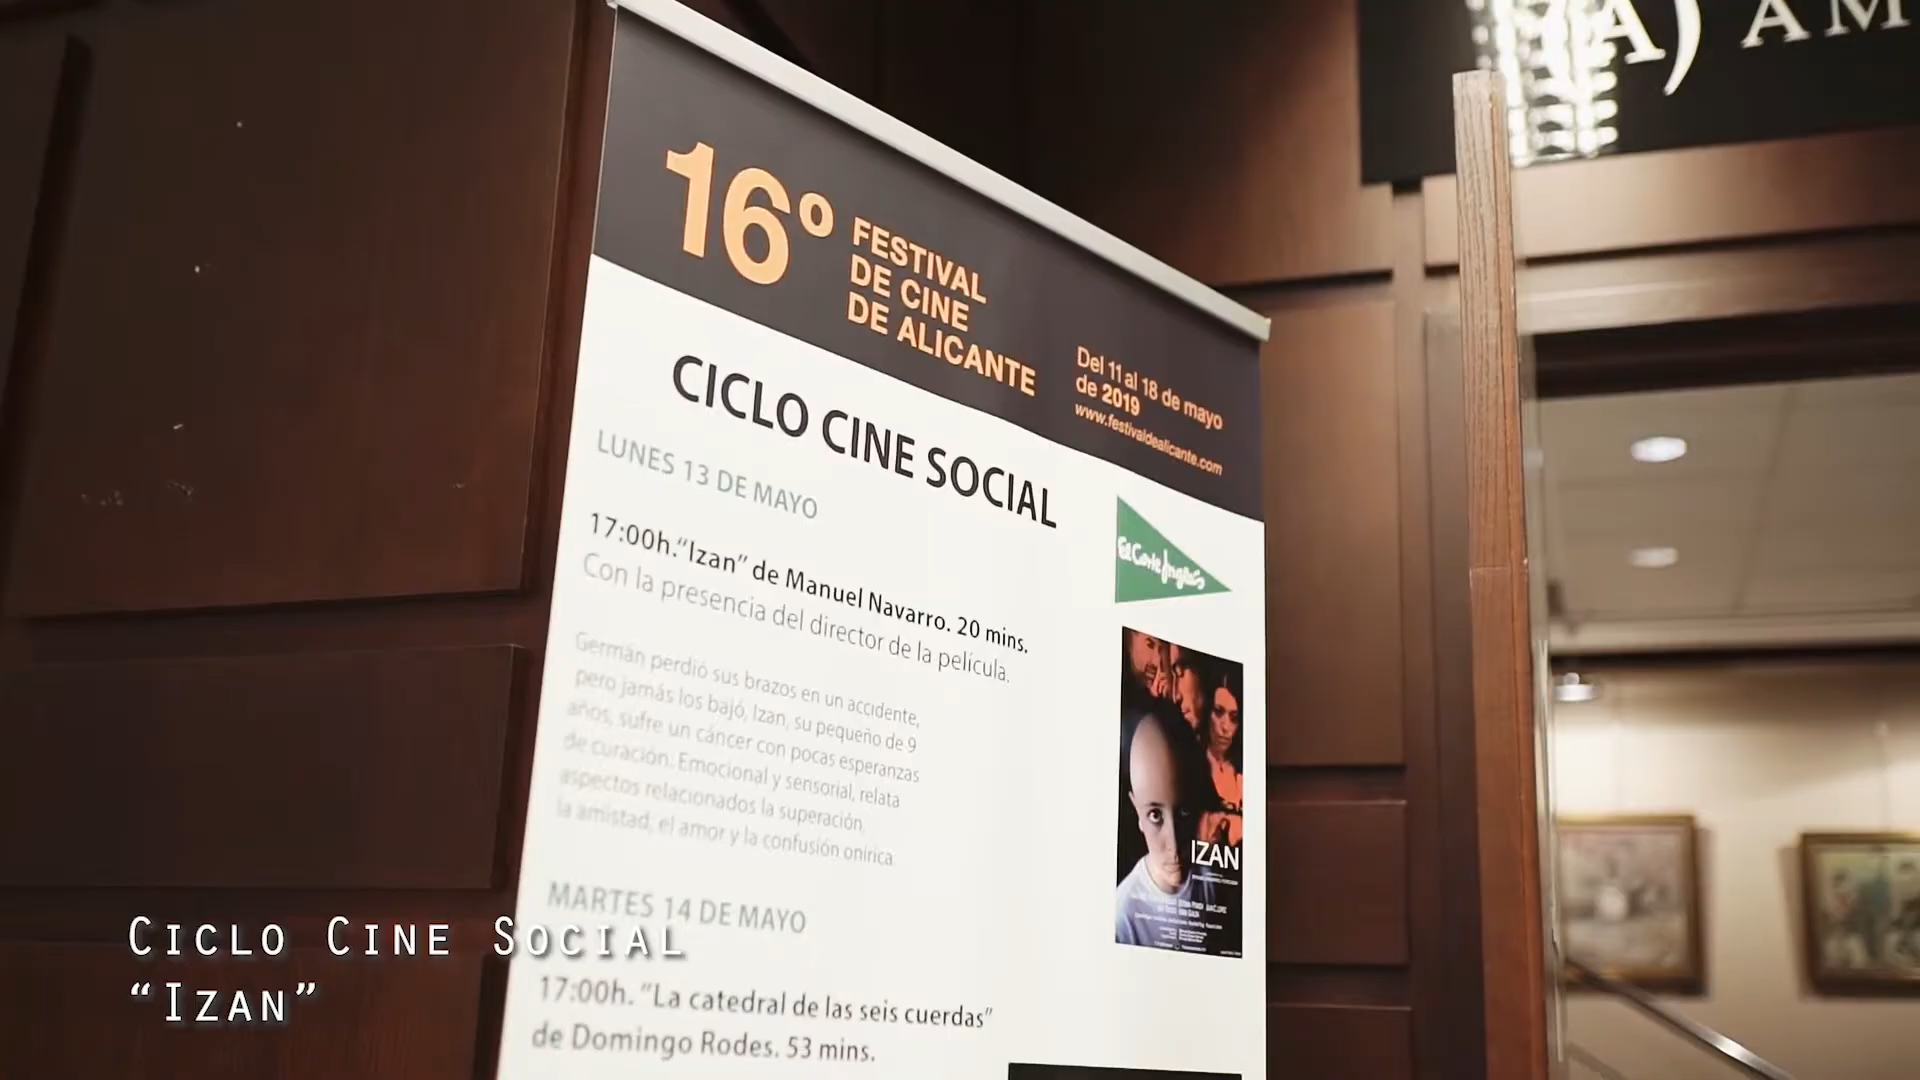 A) AM
16º
FESTIVAL
DE CINE
DE ALICANTE
Del 11 al 18 de mayo
de 2019
www.festivaldealicante.com
CICLO CINE SOCIAL
LUNES 13 DE MAYO
17:00h."Izan" de Manuel Navarro. 20 mins.
Con la presencia del director de la película.
El Corte Inglés
Germán perdió sus brazos en un accidente,
pero jamás los bajó, Izan, su pequeño de 9
años, sufre un cáncer con pocas esperanzas
de curación. Emocional y sensorial, relata
aspectos relacionados la superación,
la amistad, el amor y la confusión onírica
IZAN
MARTES 14 DE MAYO
17:00h. "La catedral de las seis cuerdas"
de Domingo Rodes. 53 mins.
CICLO CINE SOCIAL
"IZAN"